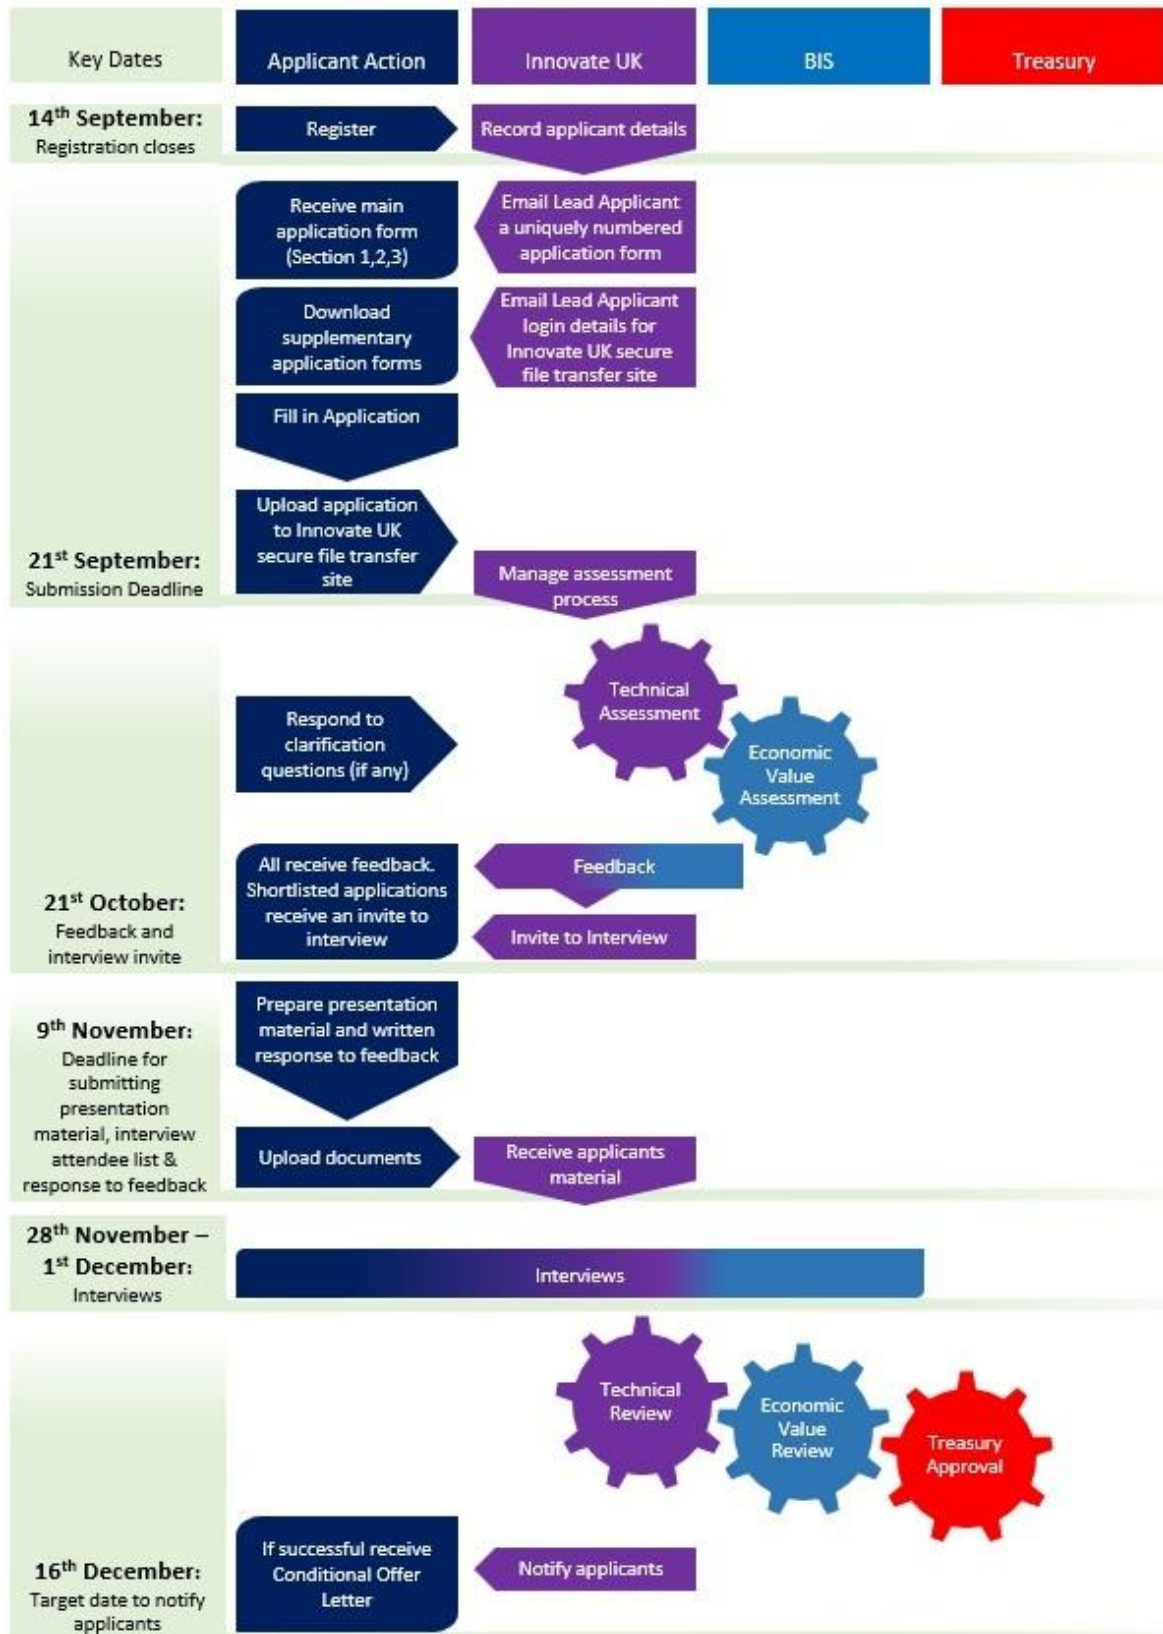 Key Dates
Applicant Action
Innovate UK
BIS
Treasury
14th September:
Registration closes
Register
Record applicant details
Receive main
application form
(Section 1,2,3)
Email Lead Applicant
a uniquely numbered
application form
Download
supplementary
application forms
Email Lead Applicant
login details for
Innovate UK secure
file transfer site
Fill in Application
21st September:
Submission Deadline
Upload application
to Innovate UK
secure file transfer
site
Manage assessment
process
Technical
Assessment
Respond to
clarification
questions (if any)
Economic
Value
Assessment
21st October:
Feedback and
interview invite
All receive feedback.
Shortlisted applications
receive an invite to
interview
Feedback
Invite to Interview
9th November:
Deadline for
submitting
presentation
material, interview
attendee list &
response to feedback
Prepare presentation
material and written
response to feedback
Upload documents
Receive applicants
material
28th November –
1st December:
Interviews
Interviews
Technical
Review
Economic
Value
Review
Treasury
Approval
16th December:
Target date to notify
applicants
If successful receive
Conditional Offer
Letter
Notify applicants